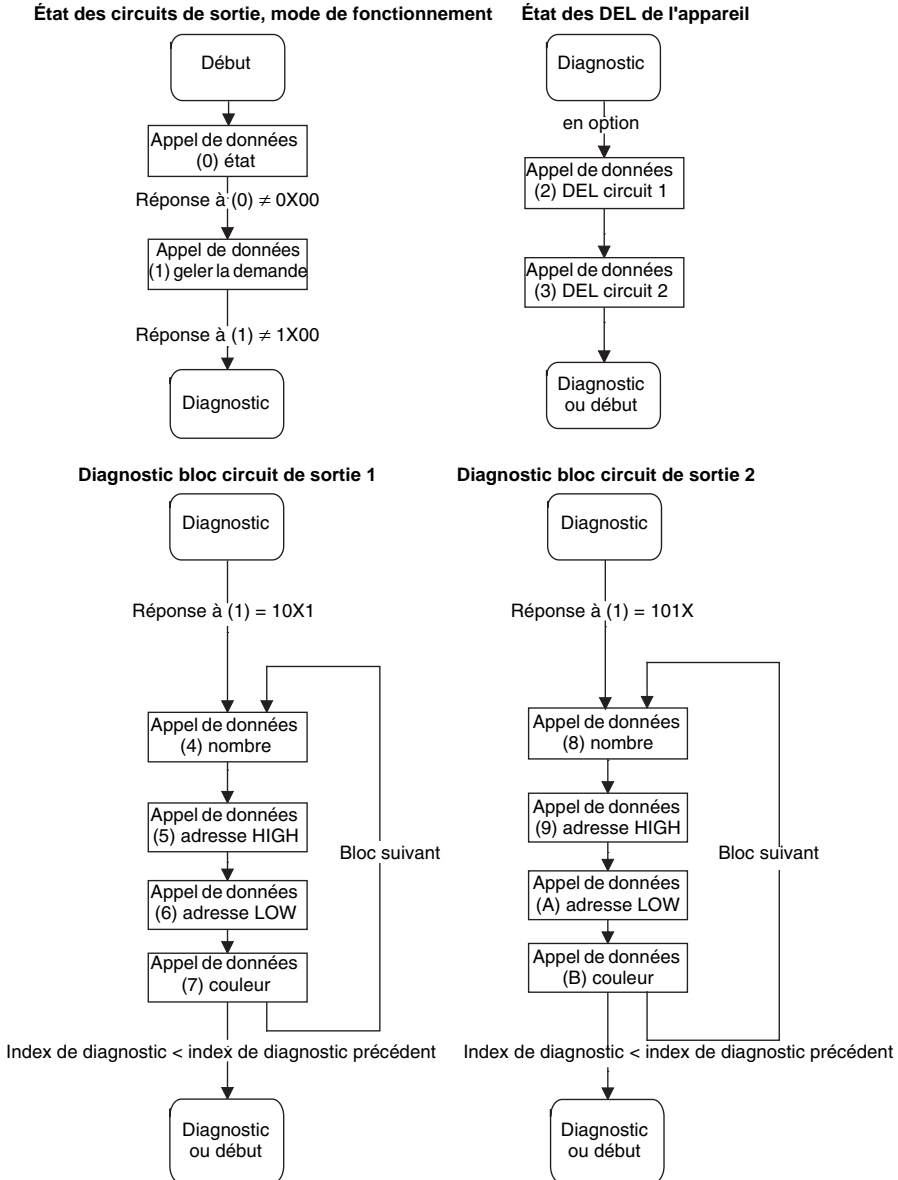 État des circuits de sortie, mode de fonctionnement
Début
Appel de données
(0) état
Réponse à (0) ≠ 0X00
Appel de données
(1) geler la demande
Réponse à (1) ≠ 1X00
Diagnostic
État des DEL de l'appareil
Diagnostic
en option
Appel de données
(2) DEL circuit 1
Appel de données
(3) DEL circuit 2
Diagnostic
ou début
Diagnostic bloc circuit de sortie 1
Diagnostic
Réponse à (1) = 10X1
Appel de données
(4) nombre
Appel de données
(5) adresse HIGH
Bloc suivant
Appel de données
(6) adresse LOW
Appel de données
(7) couleur
Index de diagnostic < index de diagnostic précédent
Diagnostic
ou début
Diagnostic bloc circuit de sortie 2
Diagnostic
Réponse à (1) = 101X
Appel de données
(8) nombre
Appel de données
(9) adresse HIGH
Bloc suivant
Appel de données
(A) adresse LOW
Appel de données
(B) couleur
Index de diagnostic < index de diagnostic précédent
Diagnostic
ou début